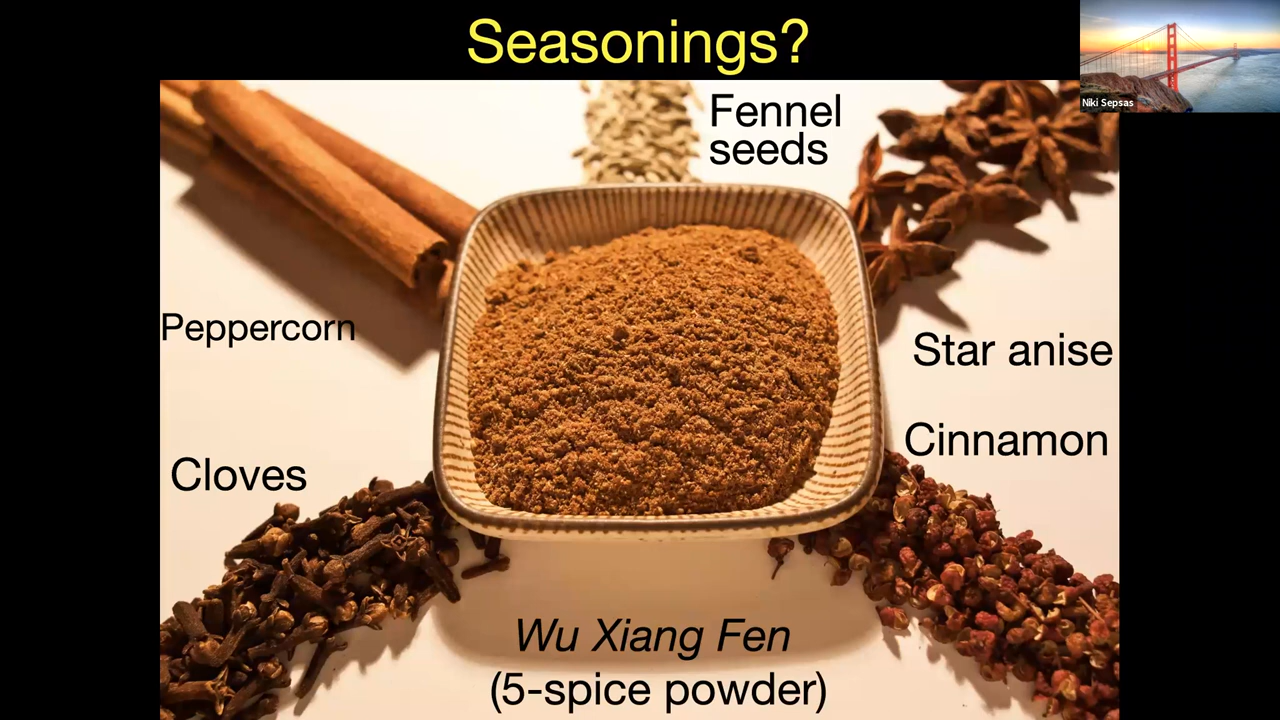 Seasonings?
Niki Sepsas
Fennel
seeds
Peppercorn
Star anise
Cinnamon
Cloves
Wu Xiang Fen
(5-spice powder)